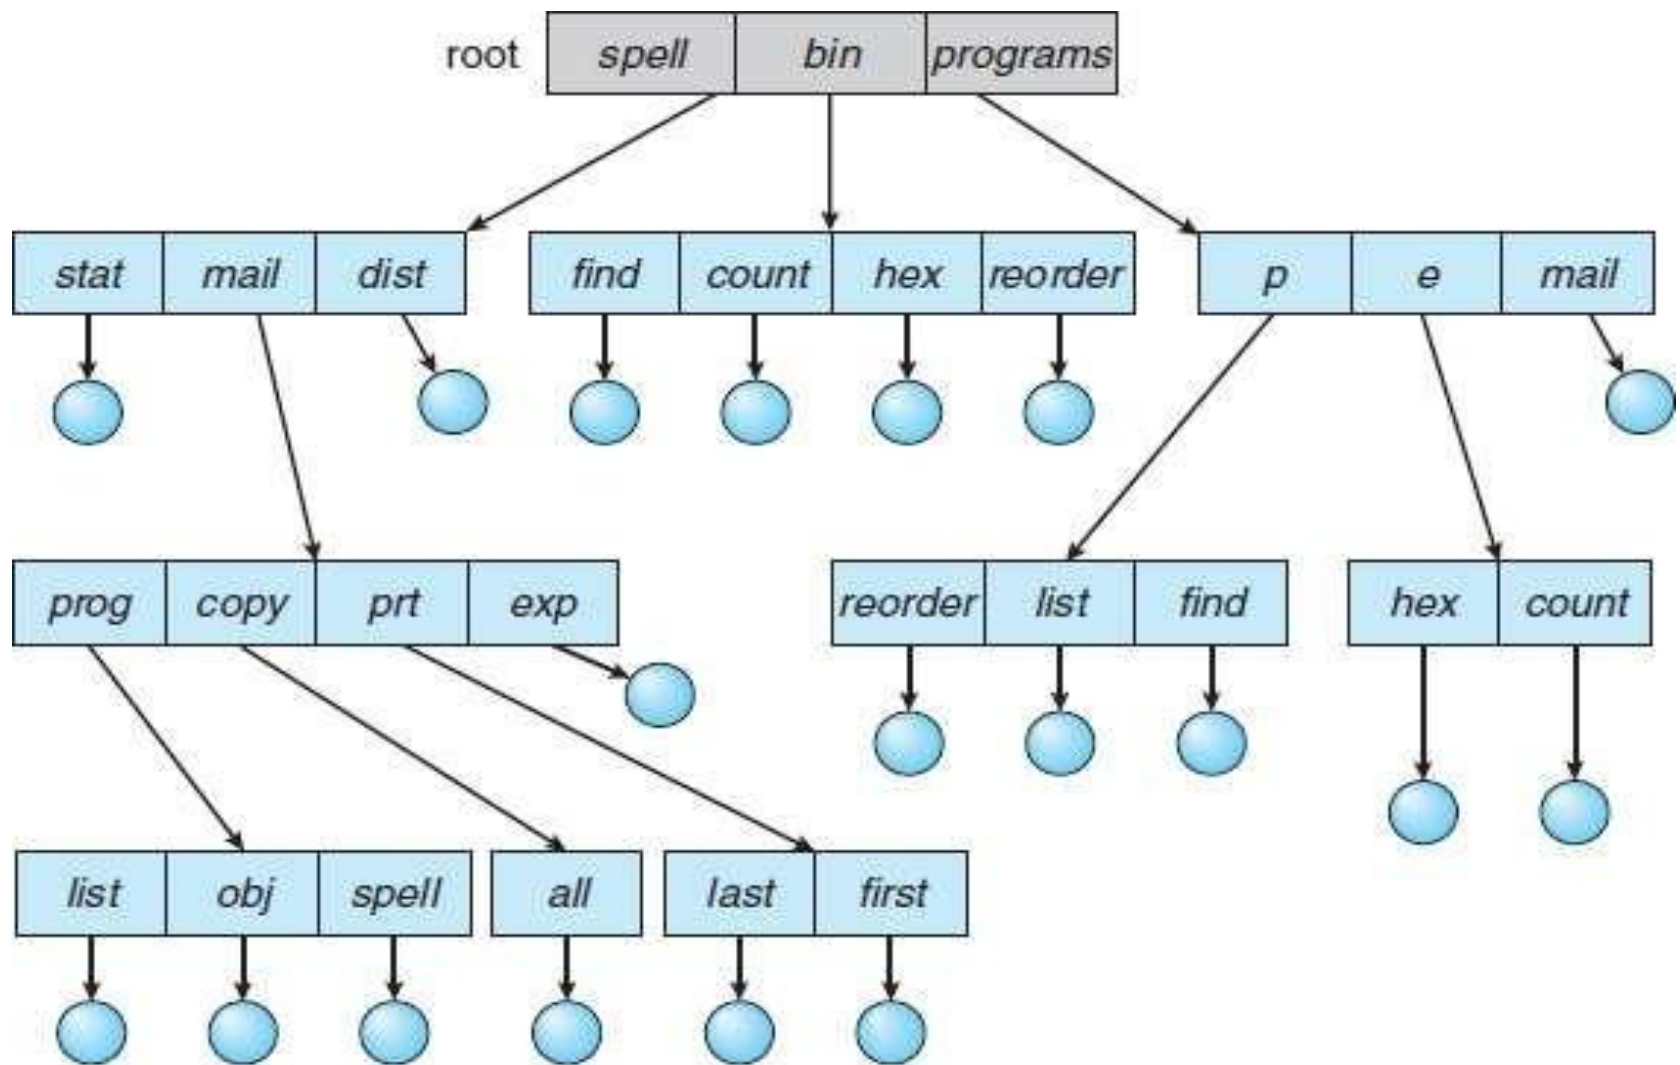 root spell bin programs
stat mail dist find count hex reorder p e mail
prog copy prt exp reorder list find hex count
list obj spell all last first